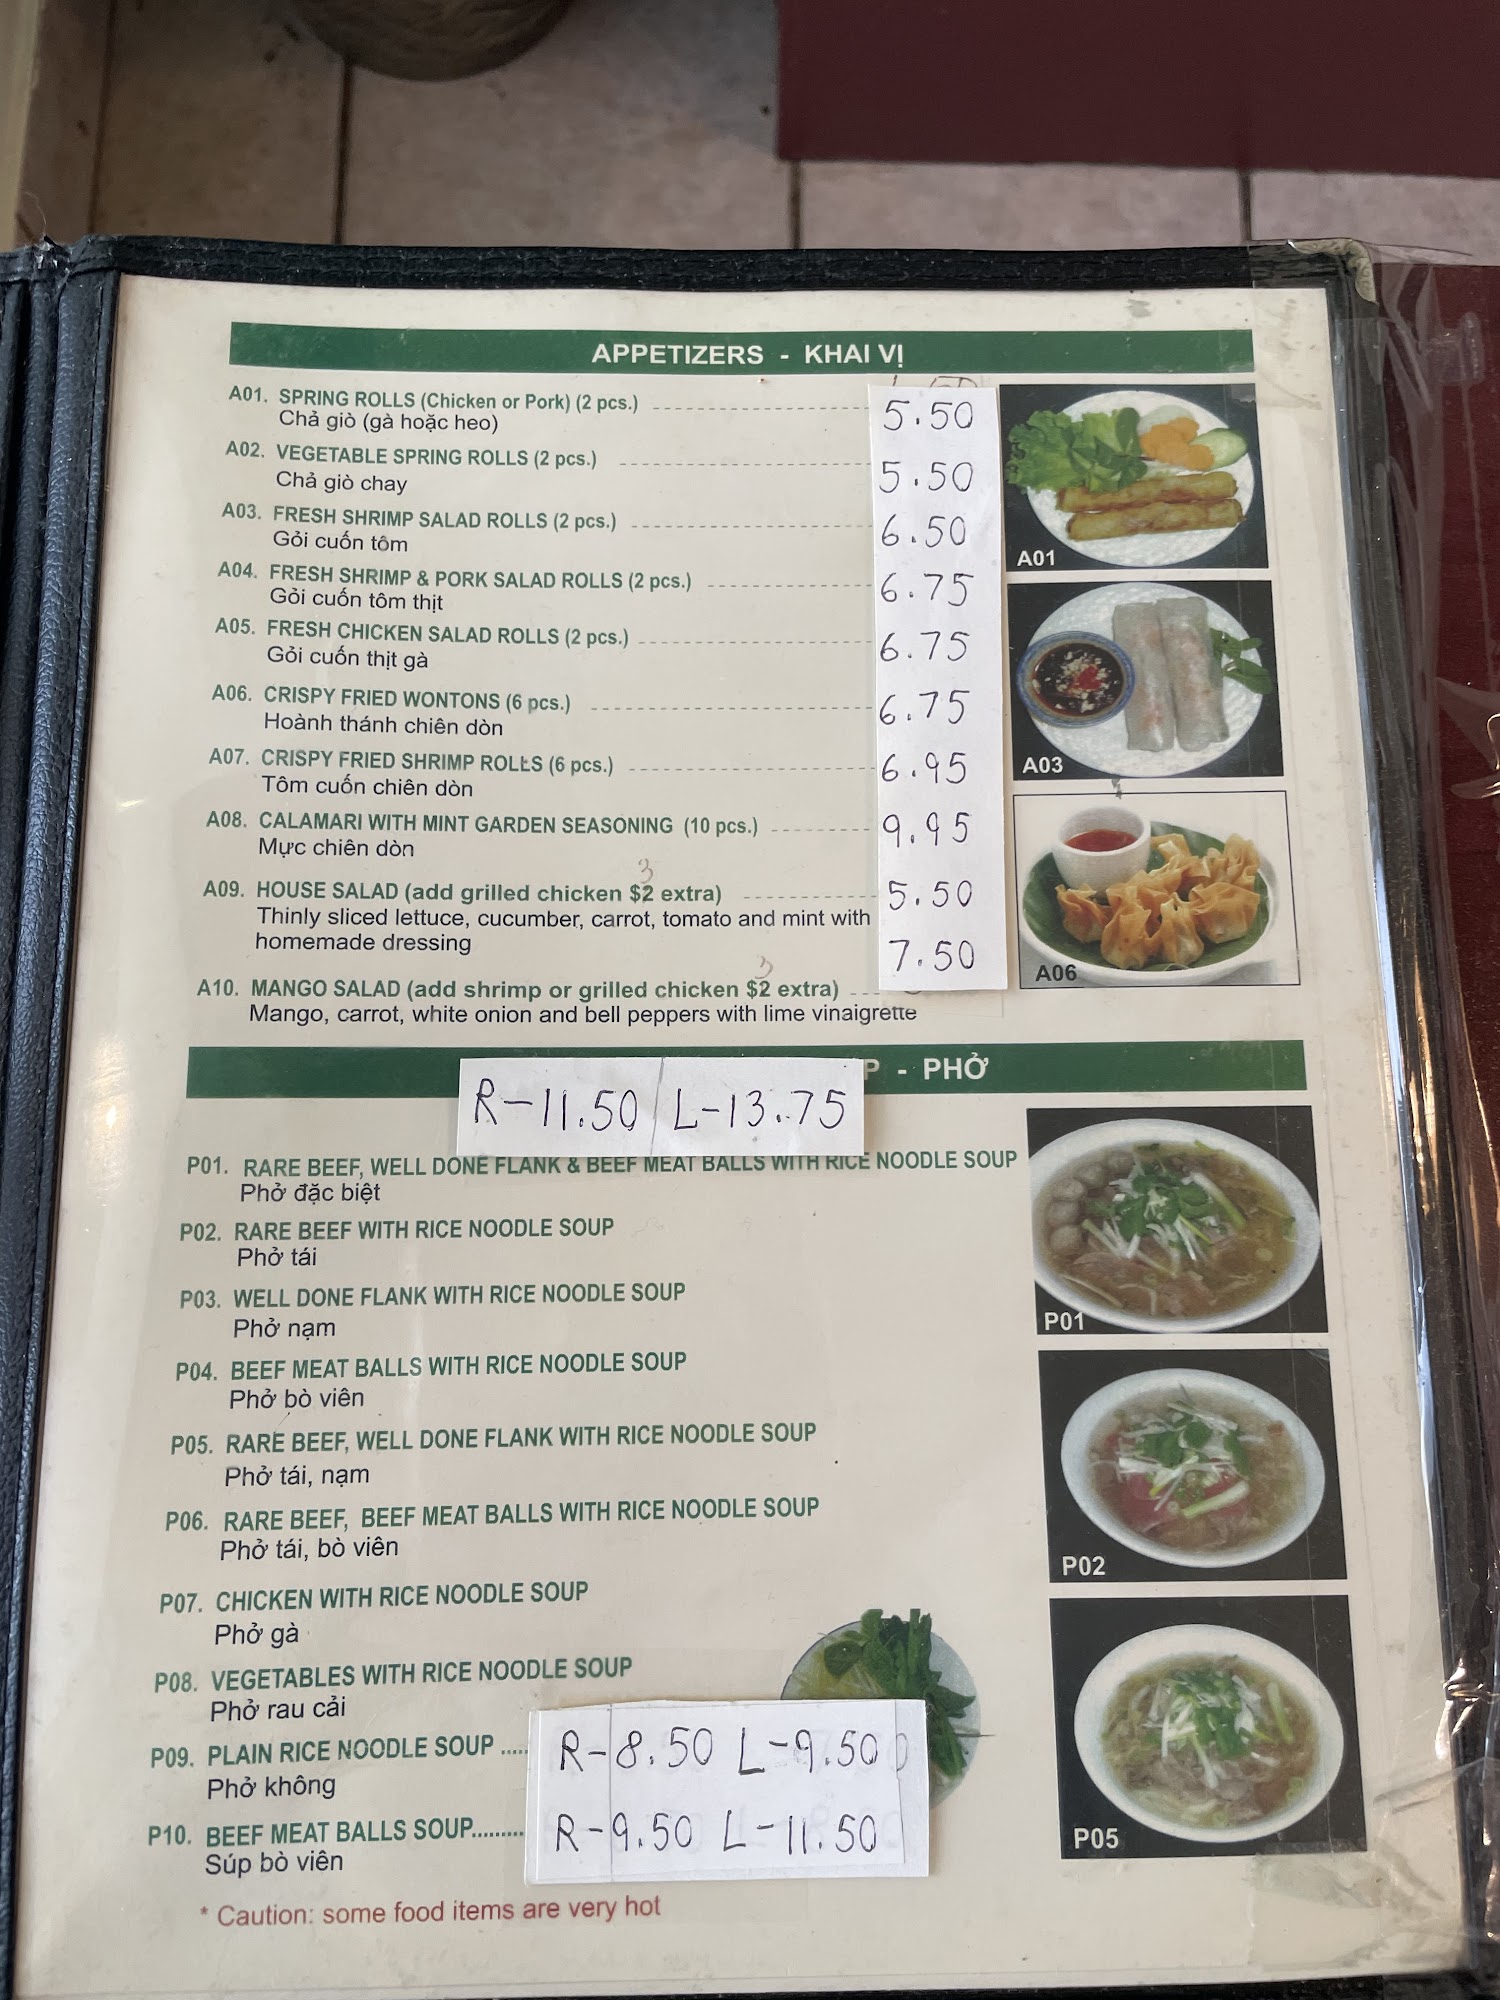 APPETIZERS - KHAI VỊ
A01. SPRING ROLLS (Chicken or Pork) (2 pcs.) 5.50
Chả giò (gà hoặc heo)
A02. VEGETABLE SPRING ROLLS (2 pcs.) 5.50
Chả giò chay
A03. FRESH SHRIMP SALAD ROLLS (2 pcs.) 6.50
Gỏi cuốn tôm
A04. FRESH SHRIMP & PORK SALAD ROLLS (2 pcs.) 6.75
Gỏi cuốn tôm thịt
A05. FRESH CHICKEN SALAD ROLLS (2 pcs.) 6.75
Gỏi cuốn thịt gà
A06. CRISPY FRIED WONTONS (6 pcs.) 6.75
Hoành thánh chiên dòn
A07. CRISPY FRIED SHRIMP ROLLS (6 pcs.) 6.95
Tôm cuốn chiên dòn
A08. CALAMARI WITH MINT GARDEN SEASONING (10 pcs.) 9.95
Mực chiên dòn
3
A09. HOUSE SALAD (add grilled chicken $2 extra) 5.50
Thinly sliced lettuce, cucumber, carrot, tomato and mint with
homemade dressing
7.50
3
A10. MANGO SALAD (add shrimp or grilled chicken $2 extra)
Mango, carrot, white onion and bell peppers with lime vinaigrette
A01
A03
A06
P - PHỞ
R-11.50 L-13.75
P01. RARE BEEF, WELL DONE FLANK & BEEF MEAT BALLS WITH RICE NOODLE SOUP
Phở đặc biệt
P02. RARE BEEF WITH RICE NOODLE SOUP
Phở tái
P03. WELL DONE FLANK WITH RICE NOODLE SOUP
Phở nạm
P04. BEEF MEAT BALLS WITH RICE NOODLE SOUP
Phở bò viên
P05. RARE BEEF, WELL DONE FLANK WITH RICE NOODLE SOUP
Phở tái, nạm
P06. RARE BEEF, BEEF MEAT BALLS WITH RICE NOODLE SOUP
Phở tái, bò viên
P07. CHICKEN WITH RICE NOODLE SOUP
Phở gà
P08. VEGETABLES WITH RICE NOODLE SOUP
Phở rau cải
P09. PLAIN RICE NOODLE SOUP ..... R-8.50 L-9.50
Phở không
P10. BEEF MEAT BALLS SOUP......... R-9.50 L-11.50
Súp bò viên
* Caution: some food items are very hot
P01
P02
P05